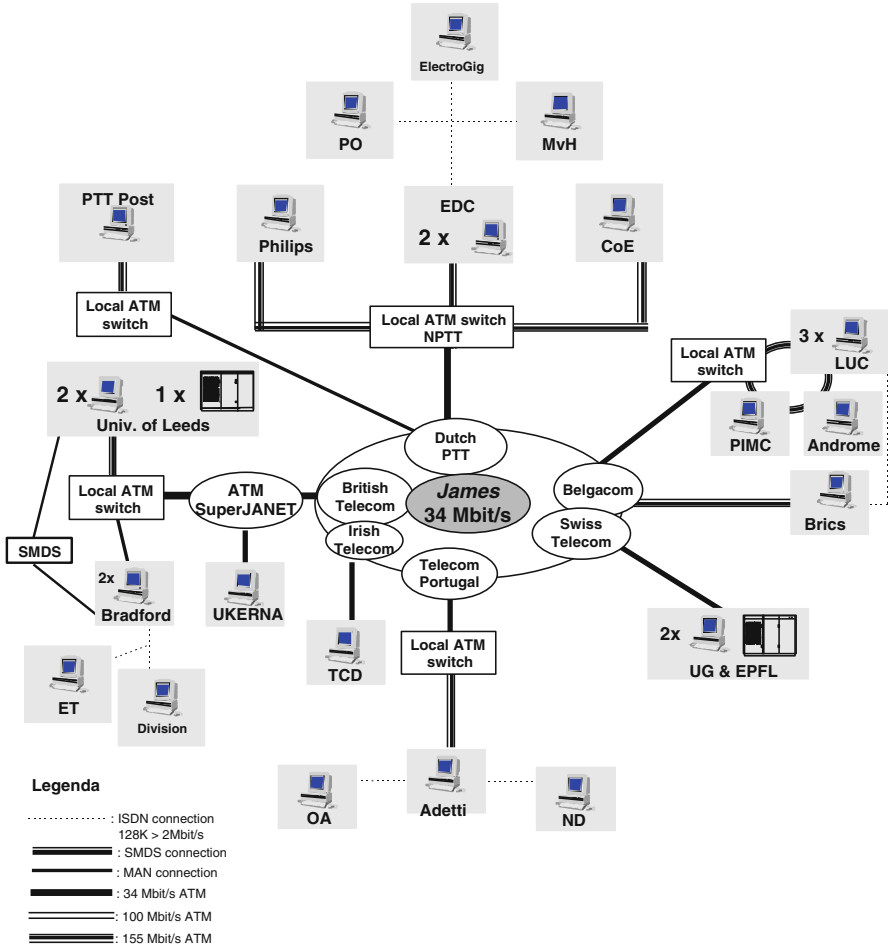 ElectroGig
PO
MvH
PTT Post
Philips
EDC
2 x
CoE
Local ATM
switch
Local ATM switch
NPTT
Local ATM
switch
3 x
LUC
PIMC
Androme
2 x
1 x
Univ. of Leeds
Dutch
PTT
Local ATM
switch
ATM
SuperJANET
British
Telecom
James
34 Mbit/s
Belgacom
Brics
Irish
Telecom
Swiss
Telecom
SMDS
2x
Bradford
UKERNA
Telecom
Portugal
TCD
Local ATM
switch
2x
UG & EPFL
ET
Division
OA
Adetti
ND
Legenda
: ISDN connection
128K > 2Mbit/s
: SMDS connection
: MAN connection
: 34 Mbit/s ATM
: 100 Mbit/s ATM
: 155 Mbit/s ATM